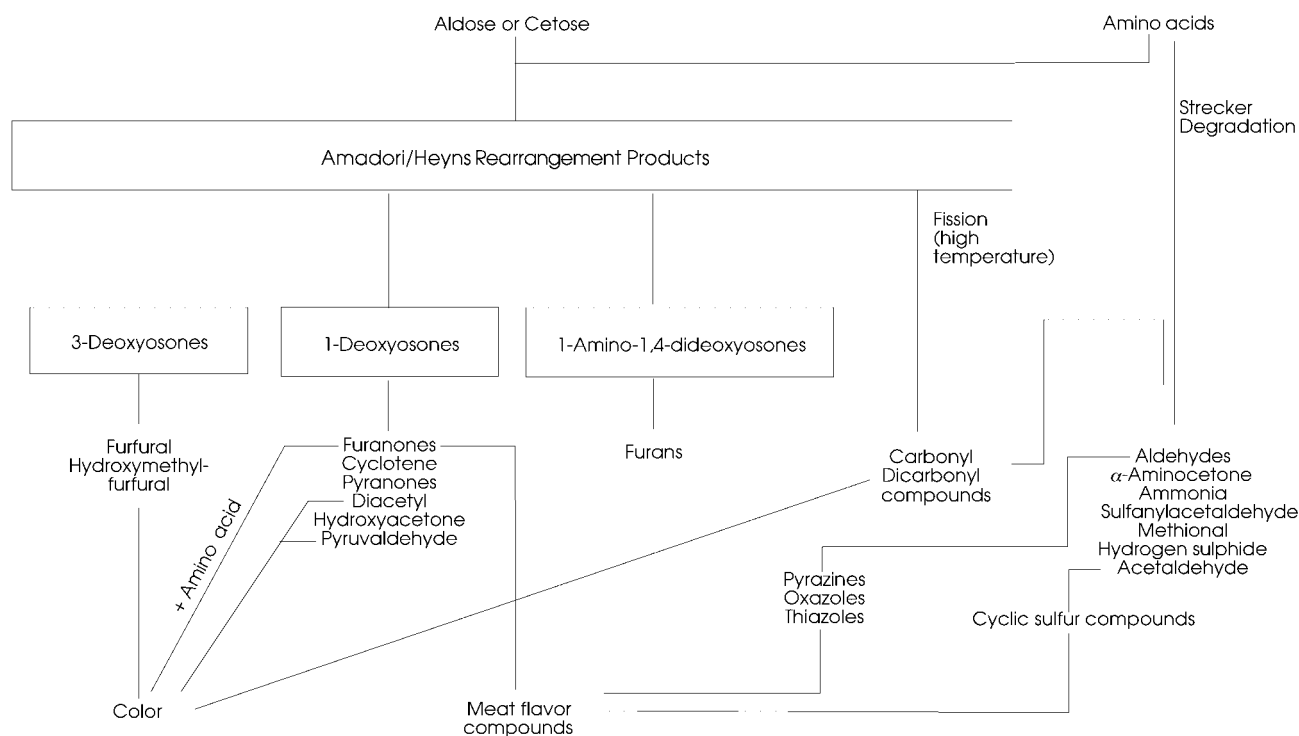 Aldose or Cetose
Amino acids
Strecker
Degradation
Amadori/Heyns Rearrangement Products
Fission
(high
temperature)
3-Deoxyosones
1-Deoxyosones
1-Amino-1,4-dideoxyosones
Furfural
Hydroxymethyl-
furfural
Furanones
Cyclotene
Pyranones
Diacetyl
Hydroxyacetone
Pyruvaldehyde
Furans
Carbonyl
Dicarbonyl
compounds
Aldehydes
α-Aminocetone
Ammonia
Sulfanylacetaldehyde
Methional
Hydrogen sulphide
Acetaldehyde
+ Amino acid
Pyrazines
Oxazoles
Thiazoles
Cyclic sulfur compounds
Color
Meat flavor
compounds